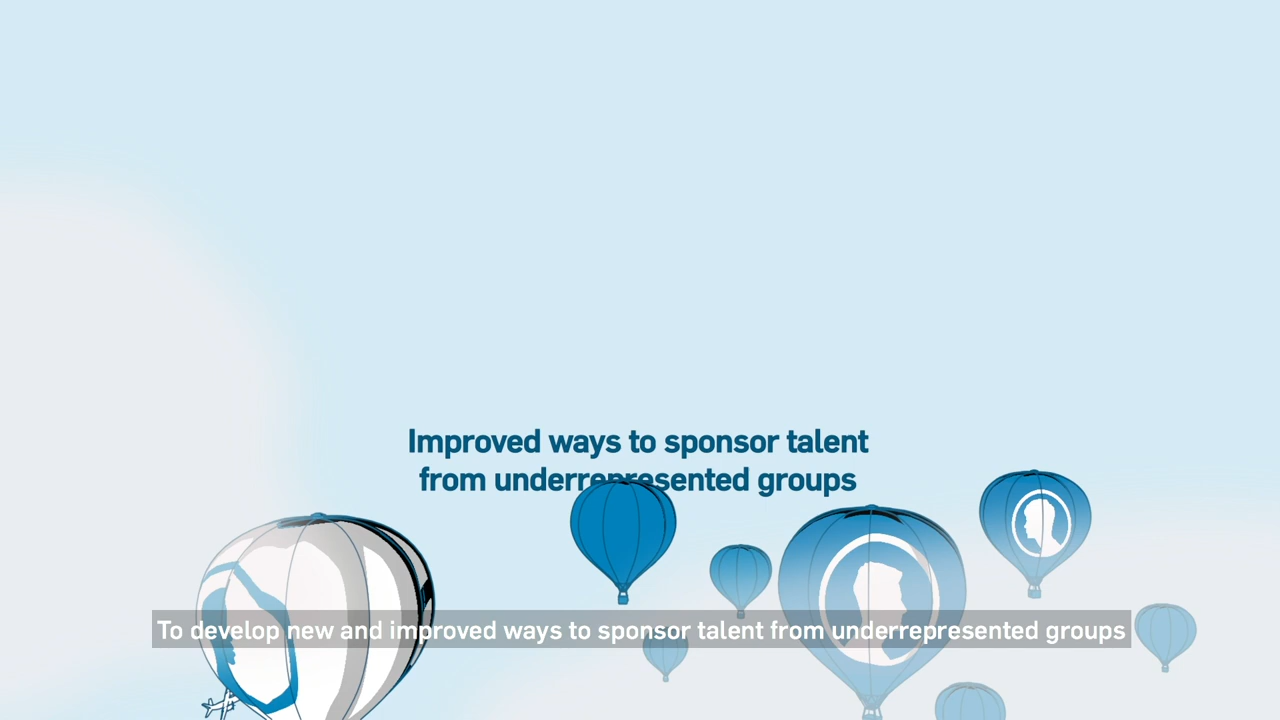 Improved ways to sponsor talent
from underrepresented groups
To develop new and improved ways to sponsor talent from underrepresented groups